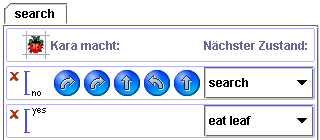 search
Kara macht: Nächster Zustand:
no search
yes eat leaf